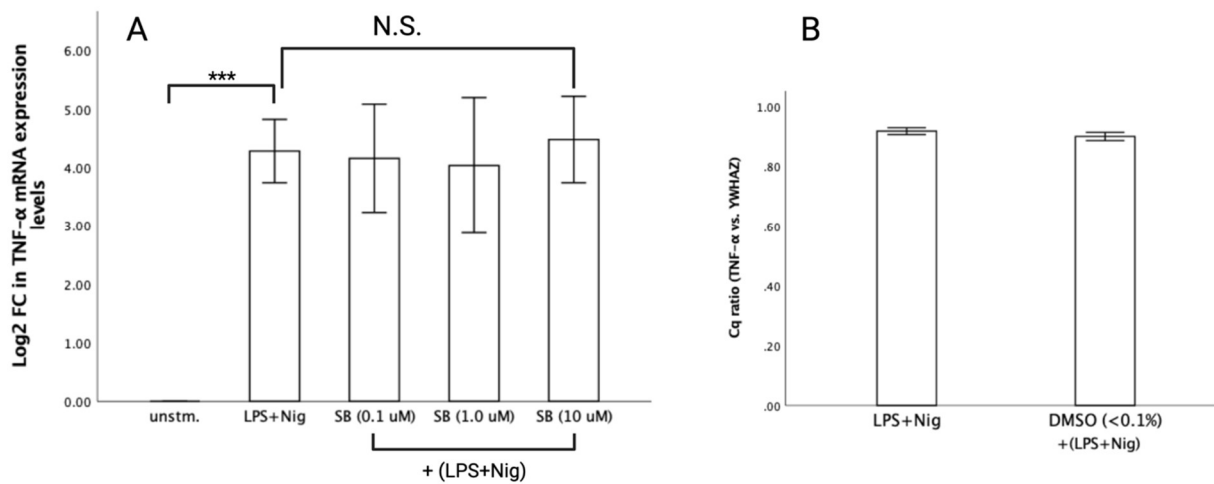 A
N.S.
***
6.00
5.00
4.00
3.00
2.00
1.00
0.00
Log2 FC in TNF-α mRNA expression
levels
unstm.
LPS+Nig
SB (0.1 uM)
SB (1.0 uM)
SB (10 uM)
+ (LPS+Nig)
B
1.00
.80
.60
.40
.20
.00
Cq ratio (TNF-α vs. YWHAZ)
LPS+Nig
DMSO (<0.1%)
+(LPS+Nig)